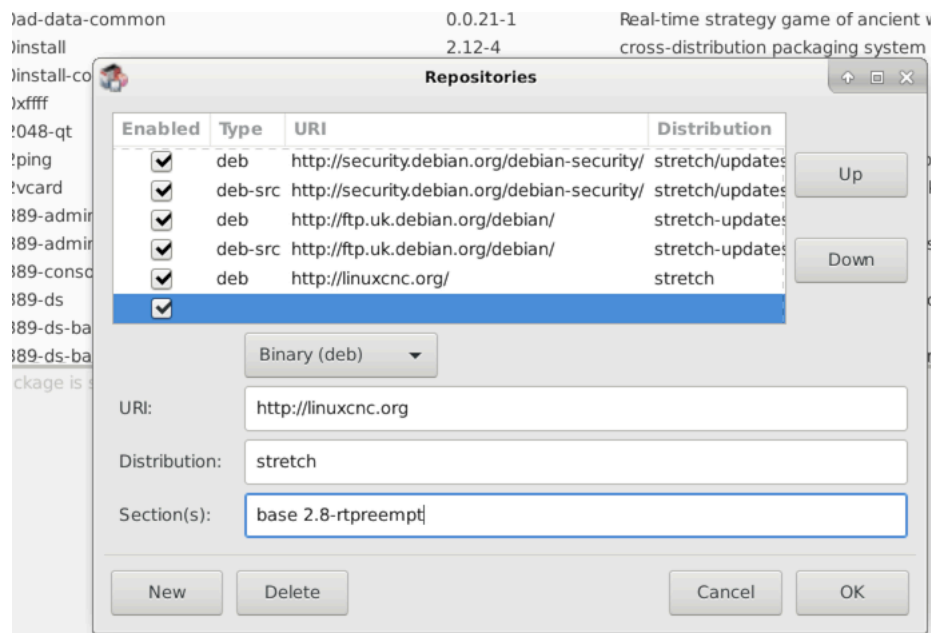 0ad-data-common 0.0.21-1 Real-time strategy game of ancient
0install 2.12-4 cross-distribution packaging system
0install-co
Repositories
0xffff
2048-qt
Enabled Type URI Distribution
2ping
deb http://security.debian.org/debian-security/ stretch/updates
Up
2vcard
deb-src http://security.debian.org/debian-security/ stretch/updates
389-admin
deb http://ftp.uk.debian.org/debian/ stretch-updates
389-admin
deb-src http://ftp.uk.debian.org/debian/ stretch-updates
Down
389-conso
deb http://linuxcnc.org/ stretch
389-ds
389-ds-ba
389-ds-ba
Binary (deb)
ckage is s
URI: http://linuxcnc.org
Distribution: stretch
Section(s): base 2.8-rtpreempt
New Delete Cancel OK